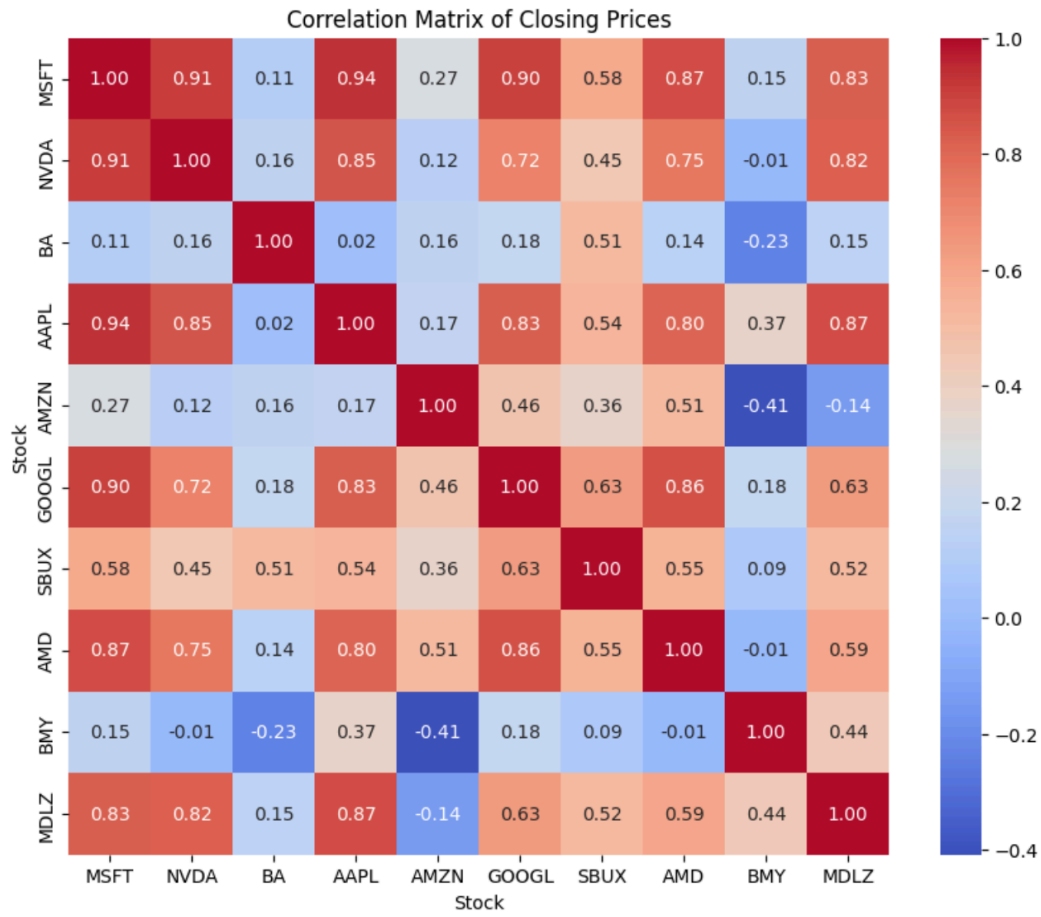 Correlation Matrix of Closing Prices
MSFT 1.00 0.91 0.11 0.94 0.27 0.90 0.58 0.87 0.15 0.83
NVDA 0.91 1.00 0.16 0.85 0.12 0.72 0.45 0.75 -0.01 0.82
BA 0.11 0.16 1.00 0.02 0.16 0.18 0.51 0.14 -0.23 0.15
AAPL 0.94 0.85 0.02 1.00 0.17 0.83 0.54 0.80 0.37 0.87
AMZN 0.27 0.12 0.16 0.17 1.00 0.46 0.36 0.51 -0.41 -0.14
GOOGL 0.90 0.72 0.18 0.83 0.46 1.00 0.63 0.86 0.18 0.63
SBUX 0.58 0.45 0.51 0.54 0.36 0.63 1.00 0.55 0.09 0.52
AMD 0.87 0.75 0.14 0.80 0.51 0.86 0.55 1.00 -0.01 0.59
BMY 0.15 -0.01 -0.23 0.37 -0.41 0.18 0.09 -0.01 1.00 0.44
MDLZ 0.83 0.82 0.15 0.87 -0.14 0.63 0.52 0.59 0.44 1.00
MSFT NVDA BA AAPL AMZN GOOGL SBUX AMD BMY MDLZ
Stock
Stock
1.0
0.8
0.6
0.4
0.2
0.0
−0.2
−0.4